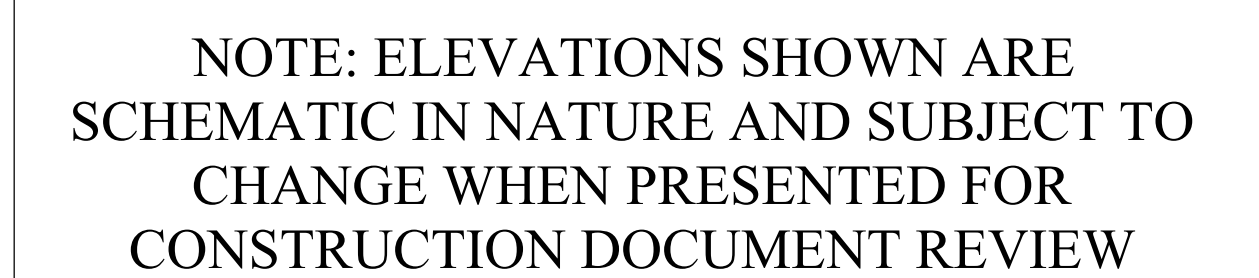 NOTE: ELEVATIONS SHOWN ARE
SCHEMATIC IN NATURE AND SUBJECT TO
CHANGE WHEN PRESENTED FOR
CONSTRUCTION DOCUMENT REVIEW